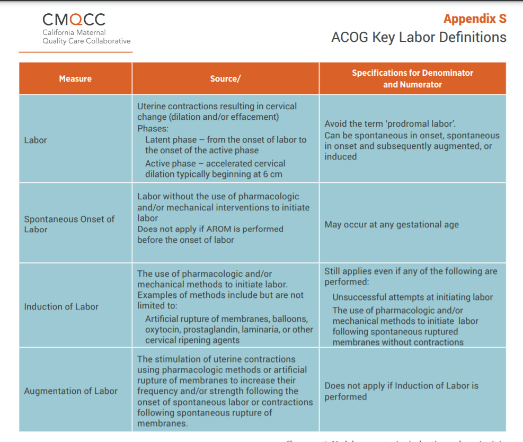 CMQCC
California Maternal
Quality Care Collaborative
Appendix S
ACOG Key Labor Definitions
Measure
Source/
Specifications for Denominator
and Numerator
Labor
Uterine contractions resulting in cervical
change (dilation and/or effacement)
Phases:
Latent phase – from the onset of labor to
the onset of the active phase
Active phase – accelerated cervical
dilation typically beginning at 6 cm
Avoid the term ‘prodromal labor’.
Can be spontaneous in onset, spontaneous
in onset and subsequently augmented, or
induced
Spontaneous Onset of
Labor
Labor without the use of pharmacologic
and/or mechanical interventions to initiate
labor
Does not apply if AROM is performed
before the onset of labor
May occur at any gestational age
Induction of Labor
The use of pharmacologic and/or
mechanical methods to initiate labor.
Examples of methods include but are not
limited to:
Artificial rupture of membranes, balloons,
oxytocin, prostaglandin, laminaria, or other
cervical ripening agents
Still applies even if any of the following are
performed:
Unsuccessful attempts at initiating labor
The use of pharmacologic and/or
mechanical methods to initiate labor
following spontaneous ruptured
membranes without contractions
Augmentation of Labor
The stimulation of uterine contractions
using pharmacologic methods or artificial
rupture of membranes to increase their
frequency and/or strength following the
onset of spontaneous labor or contractions
following spontaneous rupture of
membranes.
Does not apply if Induction of Labor is
performed